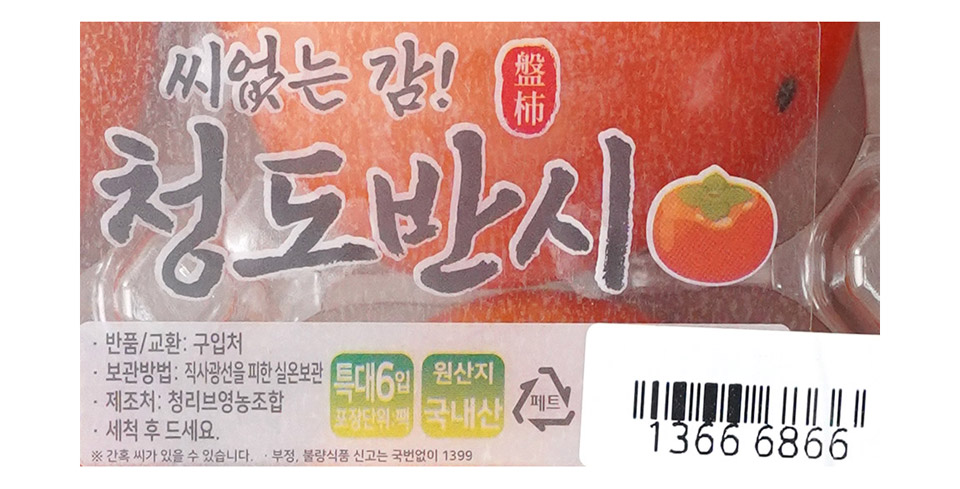 씨없는 감!
盤柿
청도반시
· 반품/교환: 구입처
· 보관방법: 직사광선을 피한 실온보관
· 제조처: 청리브영농조합
· 세척 후 드세요.
※ 간혹 씨가 있을 수 있습니다. · 부정, 불량식품 신고는 국번없이 1399
특대6입
포장단위·팩
원산지
국내산
페트
1366 6866